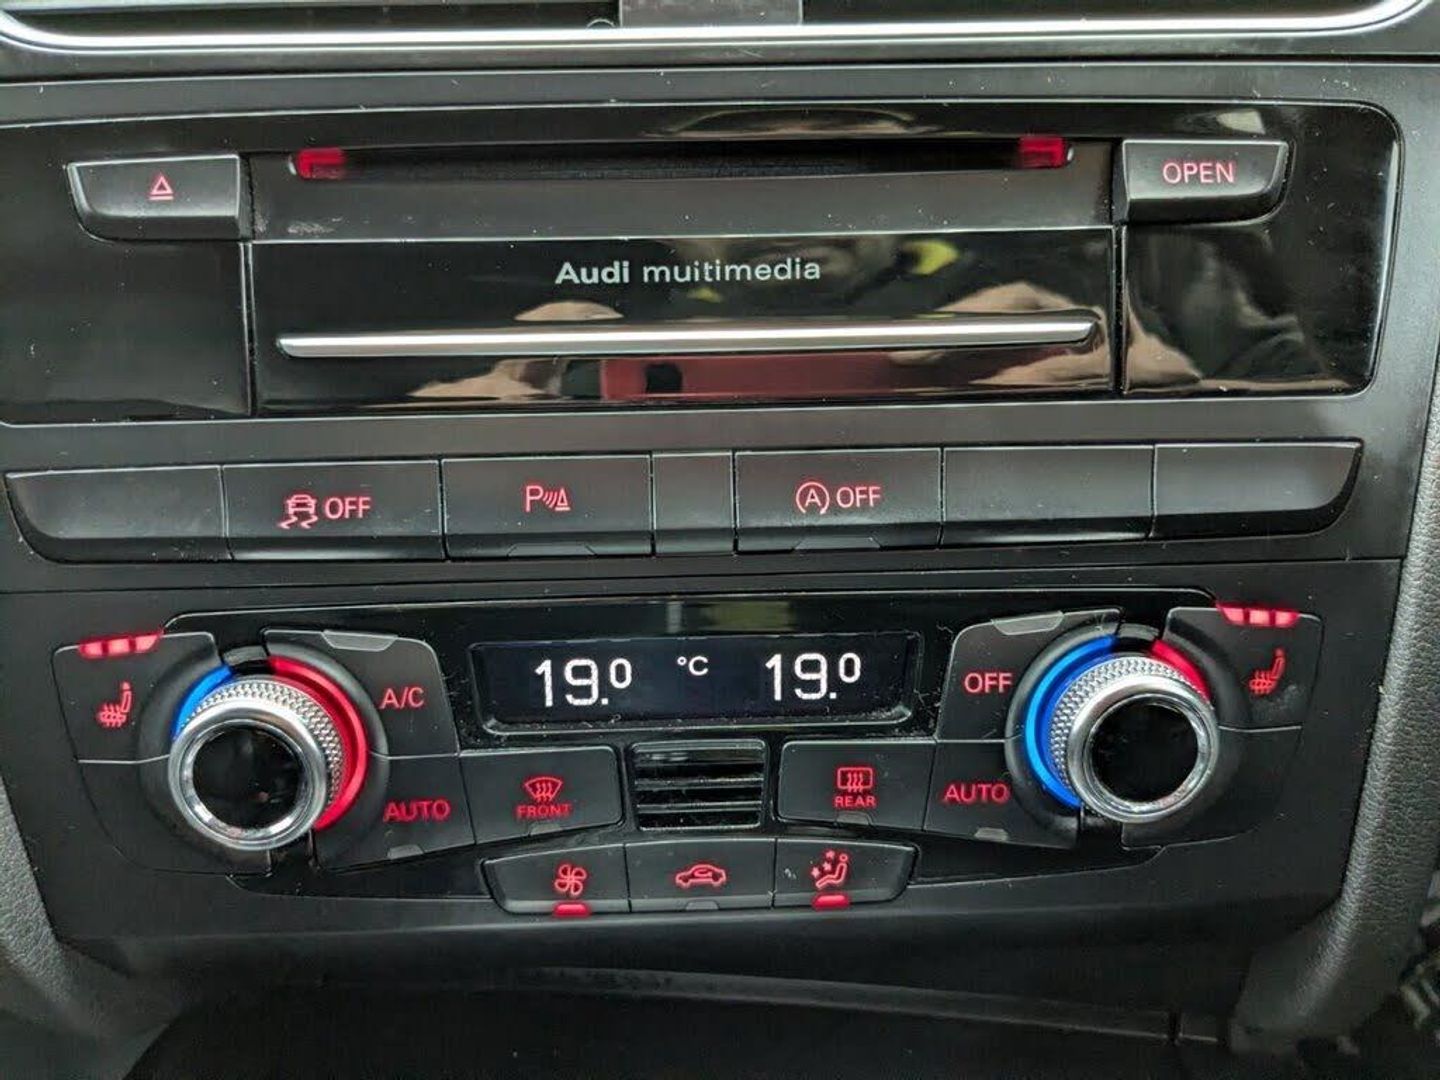 OPEN
Audi multimedia
OFF
P
A OFF
19.0 °C 19.0
A/C
OFF
AUTO
FRONT
REAR
AUTO